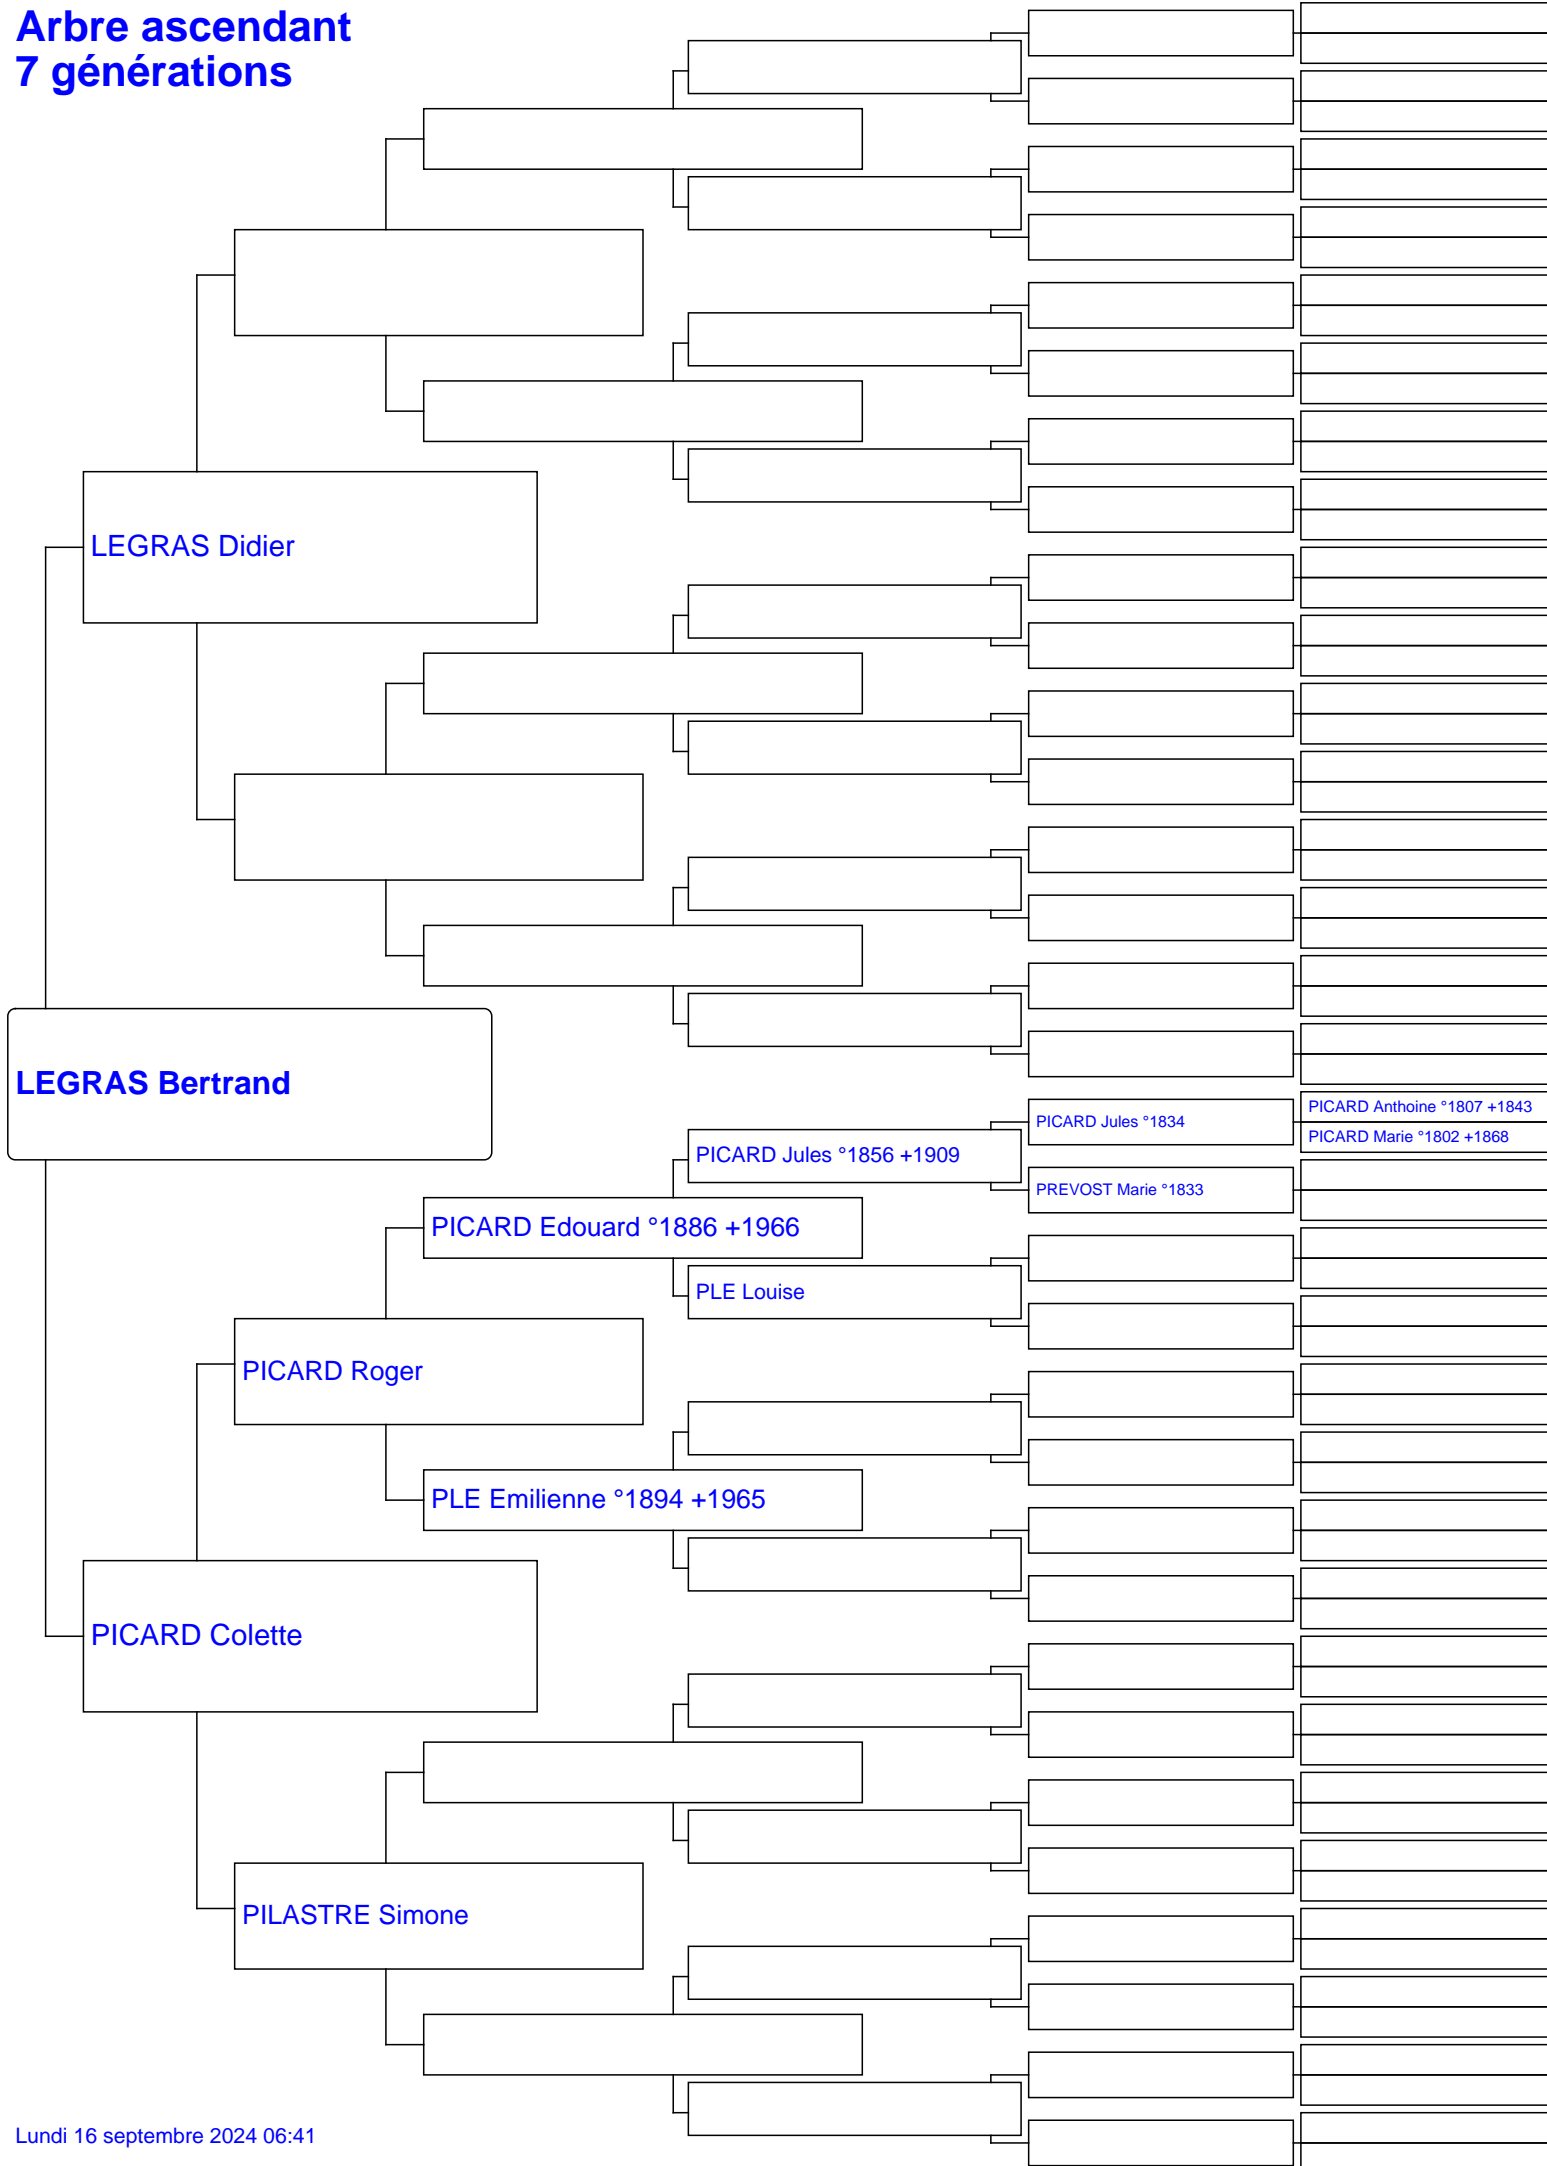 Arbre ascendant
7 générations
LEGRAS Didier
LEGRAS Bertrand
PICARD Anthoine °1807 +1843
PICARD Jules °1834
PICARD Marie °1802 +1868
PICARD Jules °1856 +1909
PREVOST Marie °1833
PICARD Edouard °1886 +1966
PLE Louise
PICARD Roger
PLE Emilienne °1894 +1965
PICARD Colette
PILASTRE Simone
Lundi 16 septembre 2024 06:41